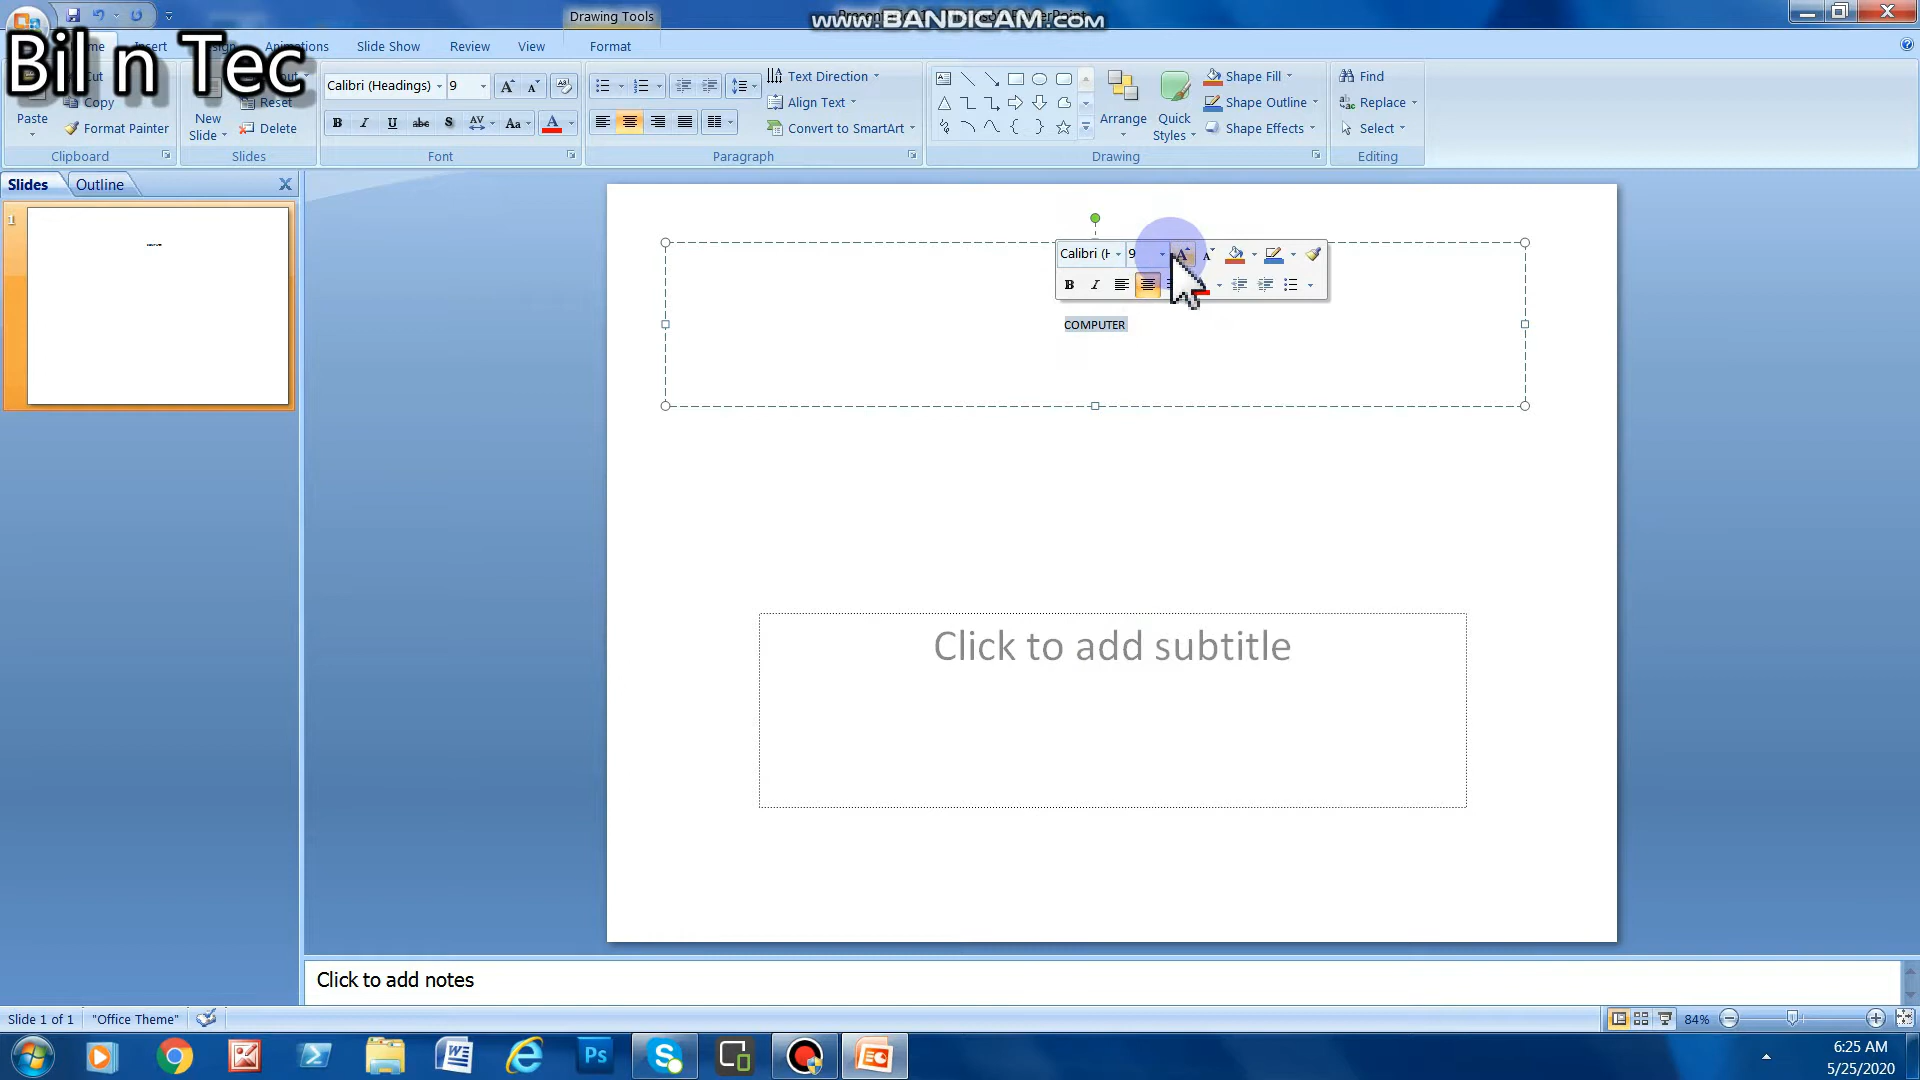 Drawing Tools
www.BANDICAM.com
Bil n Tec
Insert
Animations
Slide Show
Review
View
Format
Cut
Copy
Paste
Format Painter
Clipboard
New
Slide
Reset
Delete
Slides
Calibri (Headings)
9
Font
Text Direction
Align Text
Convert to SmartArt
Paragraph
Arrange
Quick
Styles
Shape Fill
Shape Outline
Shape Effects
Drawing
Find
Replace
Select
Editing
Slides
Outline
1
Calibri (H
9
COMPUTER
Click to add subtitle
Click to add notes
Slide 1 of 1
"Office Theme"
84%
6:25 AM
5/25/2020